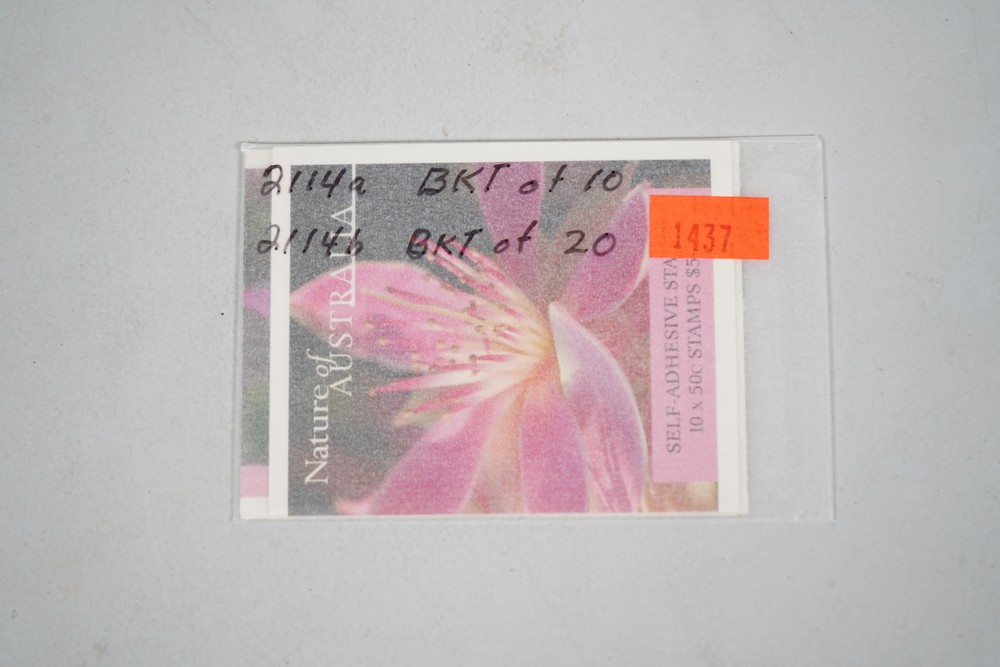 2114a BKT of 10
2114b BKT of 20
1437
Nature of
AUSTRALIA
SELF-ADHESIVE STA
10 x 50c STAMPS $5